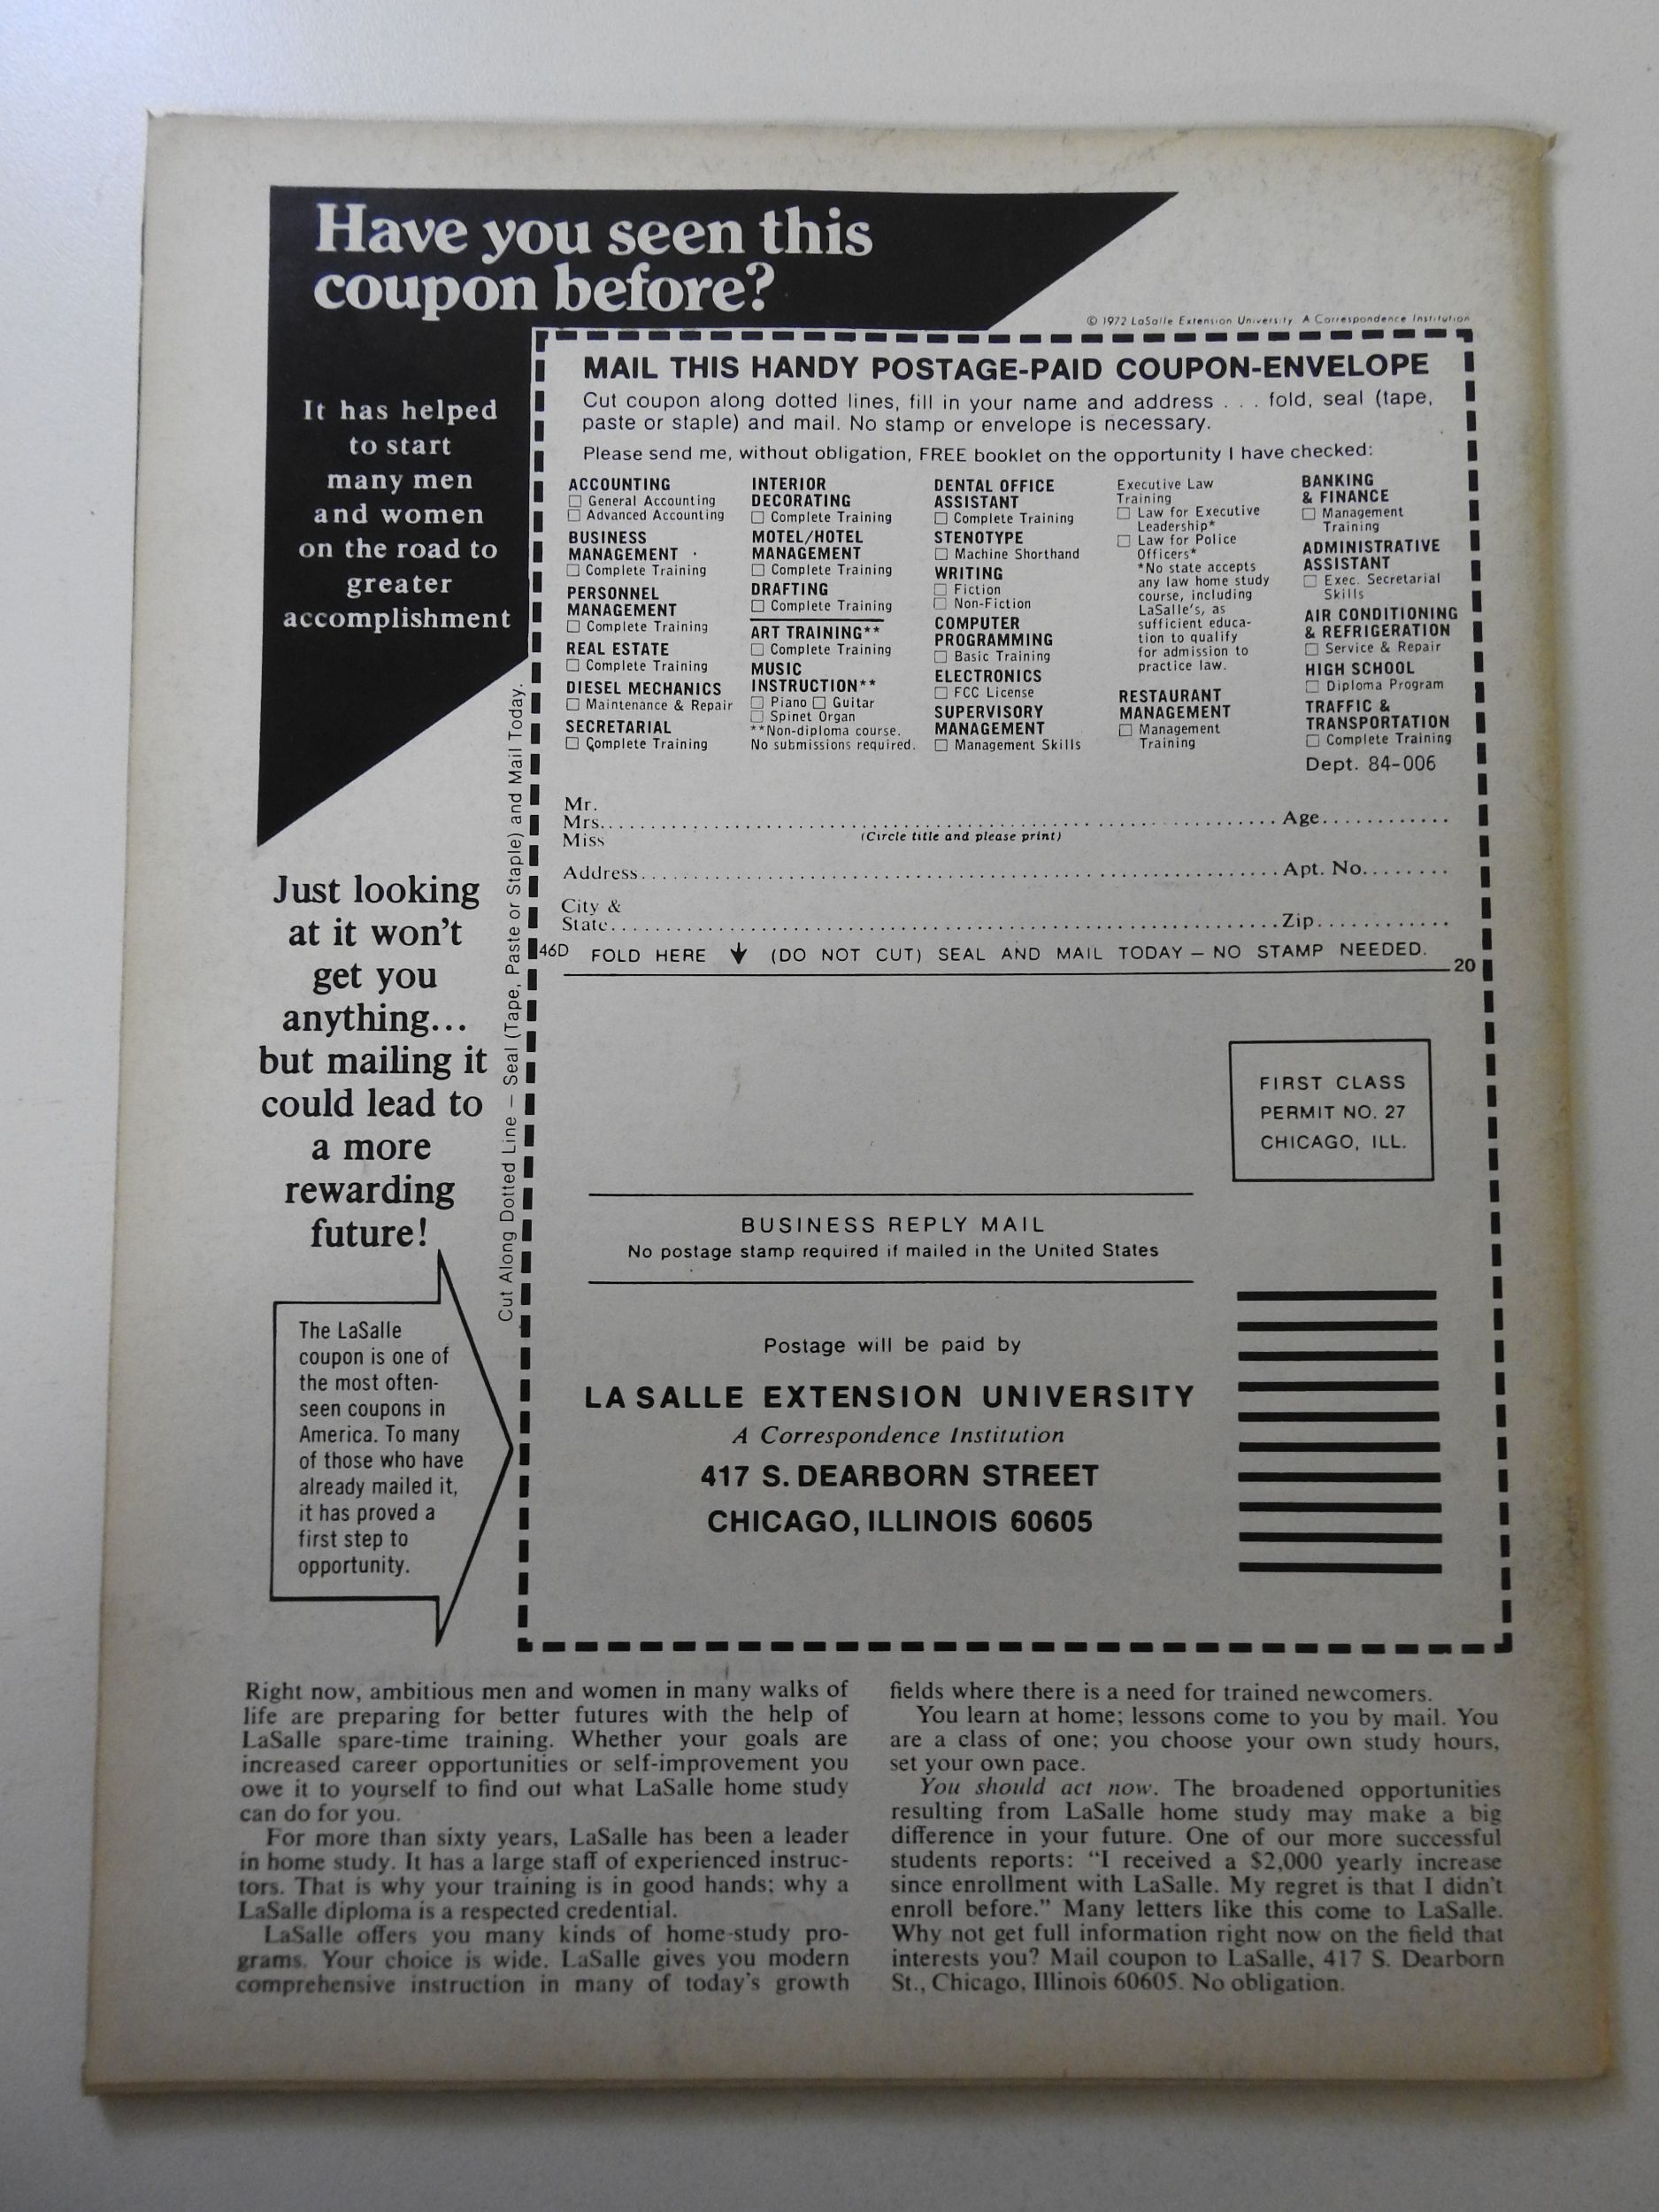 Have you seen this
coupon before?
It has helped
to start
many men
and women
on the road to
greater
accomplishment
Just looking
at it won't
get you
anything...
but mailing it
could lead to
a more
rewarding
future!
The LaSalle
coupon is one of
the most often-
seen coupons in
America. To many
of those who have
already mailed it,
it has proved a
first step to
opportunity.
Cut Along Dotted Line — Seal (Tape, Paste or Staple) and Mail Today.
© 1972 LaSalle Extension University. A Correspondence Institution
MAIL THIS HANDY POSTAGE-PAID COUPON-ENVELOPE
Cut coupon along dotted lines, fill in your name and address . . . fold, seal (tape,
paste or staple) and mail. No stamp or envelope is necessary.
Please send me, without obligation, FREE booklet on the opportunity I have checked:
ACCOUNTING
☐ General Accounting
☐ Advanced Accounting
BUSINESS
MANAGEMENT
☐ Complete Training
PERSONNEL
MANAGEMENT
☐ Complete Training
REAL ESTATE
☐ Complete Training
DIESEL MECHANICS
☐ Maintenance & Repair
SECRETARIAL
☐ Complete Training
INTERIOR
DECORATING
☐ Complete Training
MOTEL/HOTEL
MANAGEMENT
☐ Complete Training
DRAFTING
☐ Complete Training
ART TRAINING**
☐ Complete Training
MUSIC
INSTRUCTION**
☐ Piano ☐ Guitar
☐ Spinet Organ
**Non-diploma course.
No submissions required.
DENTAL OFFICE
ASSISTANT
☐ Complete Training
STENOTYPE
☐ Machine Shorthand
WRITING
☐ Fiction
☐ Non-Fiction
COMPUTER
PROGRAMMING
☐ Basic Training
ELECTRONICS
☐ FCC License
SUPERVISORY
MANAGEMENT
☐ Management Skills
Executive Law
Training
☐ Law for Executive
Leadership*
☐ Law for Police
Officers*
*No state accepts
any law home study
course, including
LaSalle's, as
sufficient educa-
tion to qualify
for admission to
practice law.
RESTAURANT
MANAGEMENT
☐ Management
Training
BANKING
& FINANCE
☐ Management
Training
ADMINISTRATIVE
ASSISTANT
☐ Exec. Secretarial
Skills
AIR CONDITIONING
& REFRIGERATION
☐ Service & Repair
HIGH SCHOOL
☐ Diploma Program
TRAFFIC &
TRANSPORTATION
☐ Complete Training
Dept. 84-006
Mr.
Mrs. Age
Miss (Circle title and please print)
Address Apt. No.
City &
State Zip
46D FOLD HERE ↓ (DO NOT CUT) SEAL AND MAIL TODAY — NO STAMP NEEDED.
20
FIRST CLASS
PERMIT NO. 27
CHICAGO, ILL.
BUSINESS REPLY MAIL
No postage stamp required if mailed in the United States
Postage will be paid by
LA SALLE EXTENSION UNIVERSITY
A Correspondence Institution
417 S. DEARBORN STREET
CHICAGO, ILLINOIS 60605
Right now, ambitious men and women in many walks of
life are preparing for better futures with the help of
LaSalle spare-time training. Whether your goals are
increased career opportunities or self-improvement you
owe it to yourself to find out what LaSalle home study
can do for you.
For more than sixty years, LaSalle has been a leader
in home study. It has a large staff of experienced instruc-
tors. That is why your training is in good hands; why a
LaSalle diploma is a respected credential.
LaSalle offers you many kinds of home-study pro-
grams. Your choice is wide. LaSalle gives you modern
comprehensive instruction in many of today's growth
fields where there is a need for trained newcomers.
You learn at home; lessons come to you by mail. You
are a class of one; you choose your own study hours,
set your own pace.
You should act now. The broadened opportunities
resulting from LaSalle home study may make a big
difference in your future. One of our more successful
students reports: "I received a $2,000 yearly increase
since enrollment with LaSalle. My regret is that I didn't
enroll before." Many letters like this come to LaSalle.
Why not get full information right now on the field that
interests you? Mail coupon to LaSalle, 417 S. Dearborn
St., Chicago, Illinois 60605. No obligation.